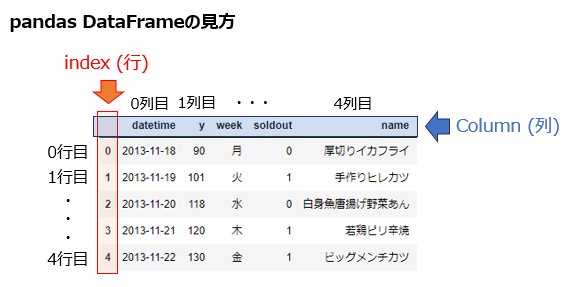 pandas DataFrameの見方
index (行)
0列目 1列目 ・・・ 4列目
datetime y week soldout name
Column (列)
0行目 0 2013-11-18 90 月 0 厚切りイカフライ
1行目 1 2013-11-19 101 火 1 手作りヒレカツ
・ 2 2013-11-20 118 水 0 白身魚唐揚げ野菜あん
・ 3 2013-11-21 120 木 1 若鶏ピリ辛焼
・
4行目 4 2013-11-22 130 金 1 ビッグメンチカツ